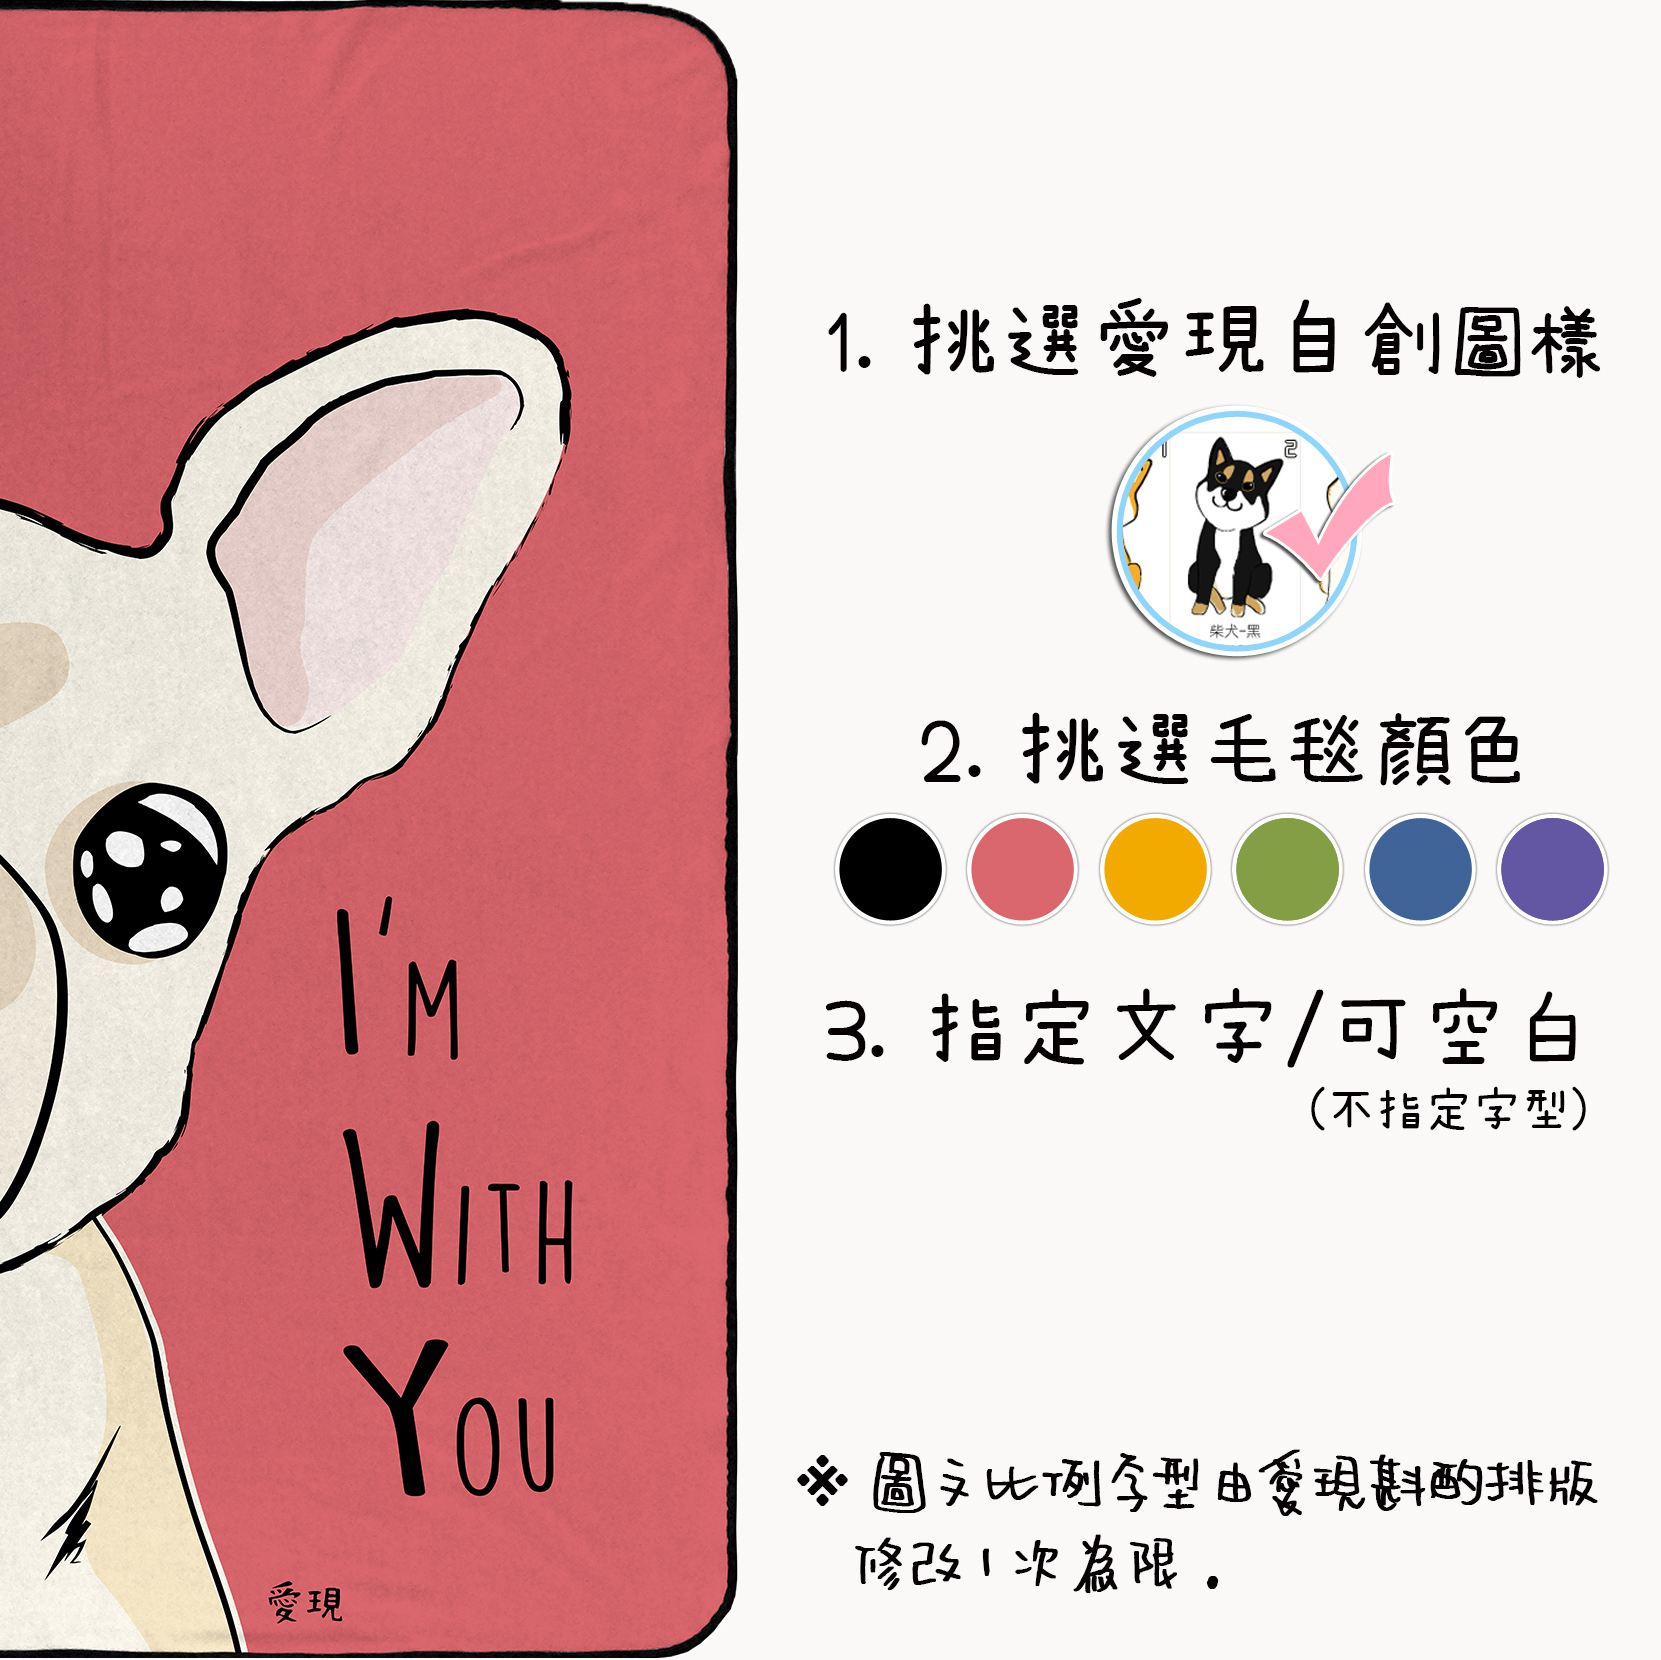 I'M
WITH
YOU
愛現
1. 挑選愛現自創圖樣
1
2
柴犬-黑
2. 挑選毛毯顏色
3. 指定文字/可空白
(不指定字型)
※ 圖文比例字型由愛現斟酌排版
修改1次為限.